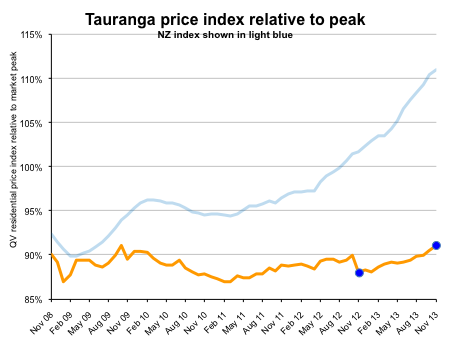 Tauranga price index relative to peak
NZ index shown in light blue
QV residential price index relative to market peak
115%
110%
105%
100%
95%
90%
85%
Nov 08
Feb 09
May 09
Aug 09
Nov 09
Feb 10
May 10
Aug 10
Nov 10
Feb 11
May 11
Aug 11
Nov 11
Feb 12
May 12
Aug 12
Nov 12
Feb 13
May 13
Aug 13
Nov 13